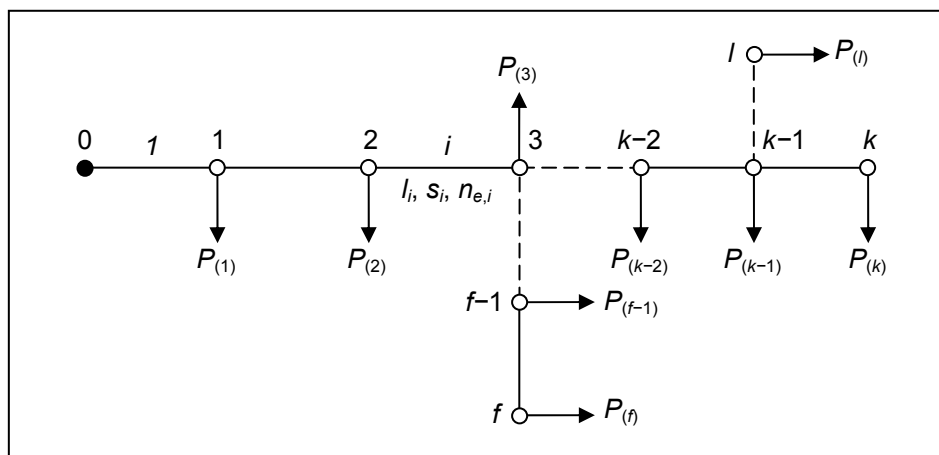 l P(l)
P(3)
0 1 1 2 i 3 k−2 k−1 k
li, si, ne,i
P(1) P(2) P(k−2) P(k−1) P(k)
f−1 P(f−1)
f P(f)